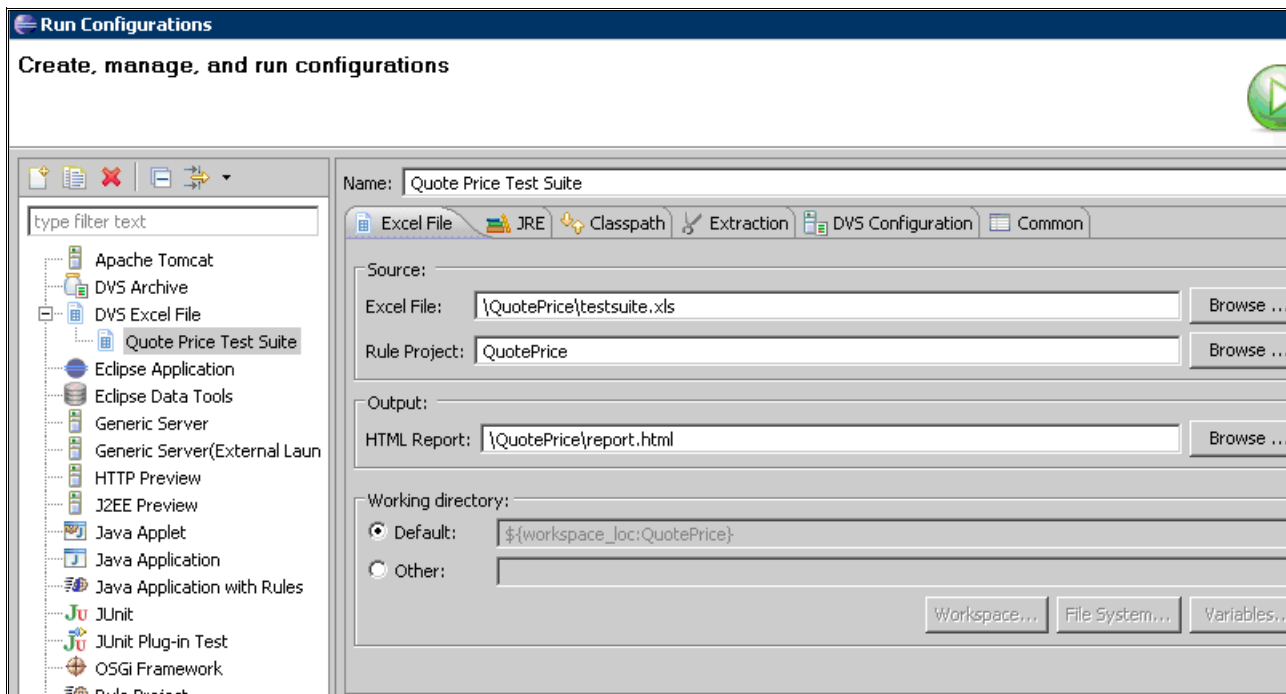 Run Configurations
Create, manage, and run configurations
Name: Quote Price Test Suite
type filter text
Excel File JRE Classpath Extraction DVS Configuration Common
Apache Tomcat
DVS Archive
DVS Excel File
Quote Price Test Suite
Eclipse Application
Eclipse Data Tools
Generic Server
Generic Server(External Laun
HTTP Preview
J2EE Preview
Java Applet
Java Application
Java Application with Rules
JUnit
JUnit Plug-in Test
OSGi Framework
Rule Project
Source:
Excel File: \QuotePrice\testsuite.xls Browse ...
Rule Project: QuotePrice Browse ...
Output:
HTML Report: \QuotePrice\report.html Browse ...
Working directory:
Default: ${workspace_loc:QuotePrice}
Other:
Workspace... File System... Variables...